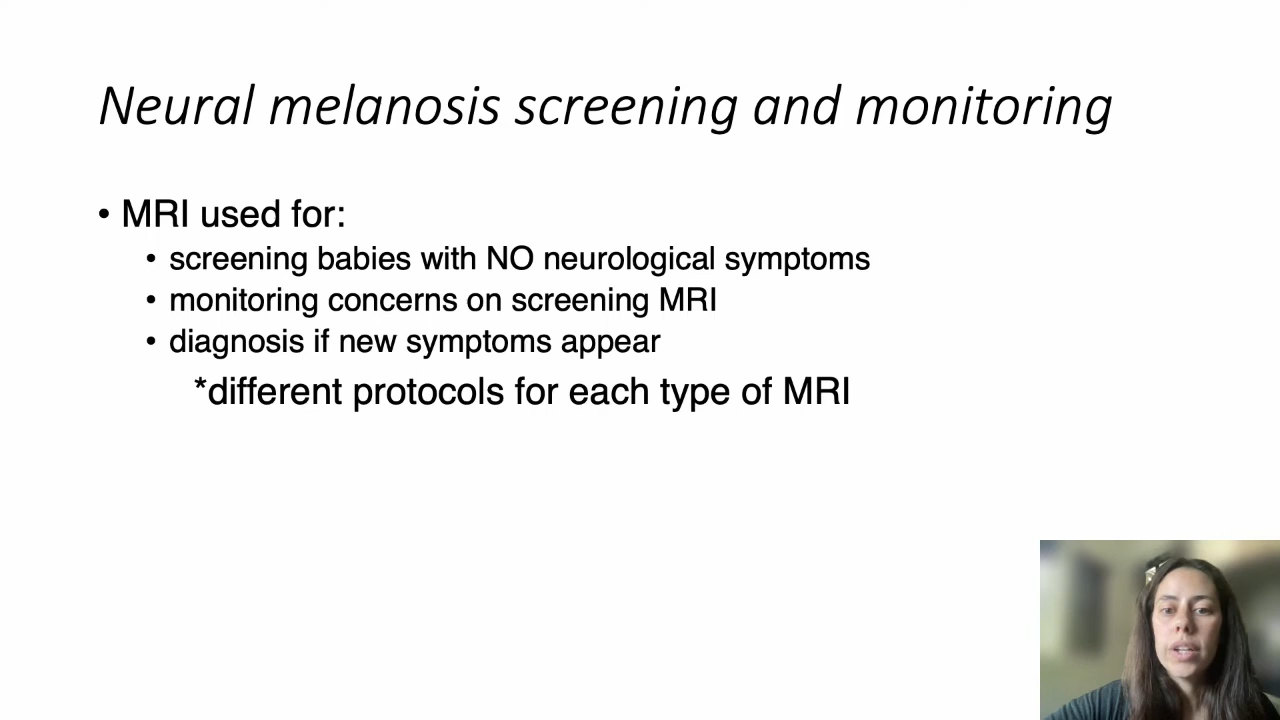 Neural melanosis screening and monitoring
• MRI used for:
• screening babies with NO neurological symptoms
• monitoring concerns on screening MRI
• diagnosis if new symptoms appear
*different protocols for each type of MRI